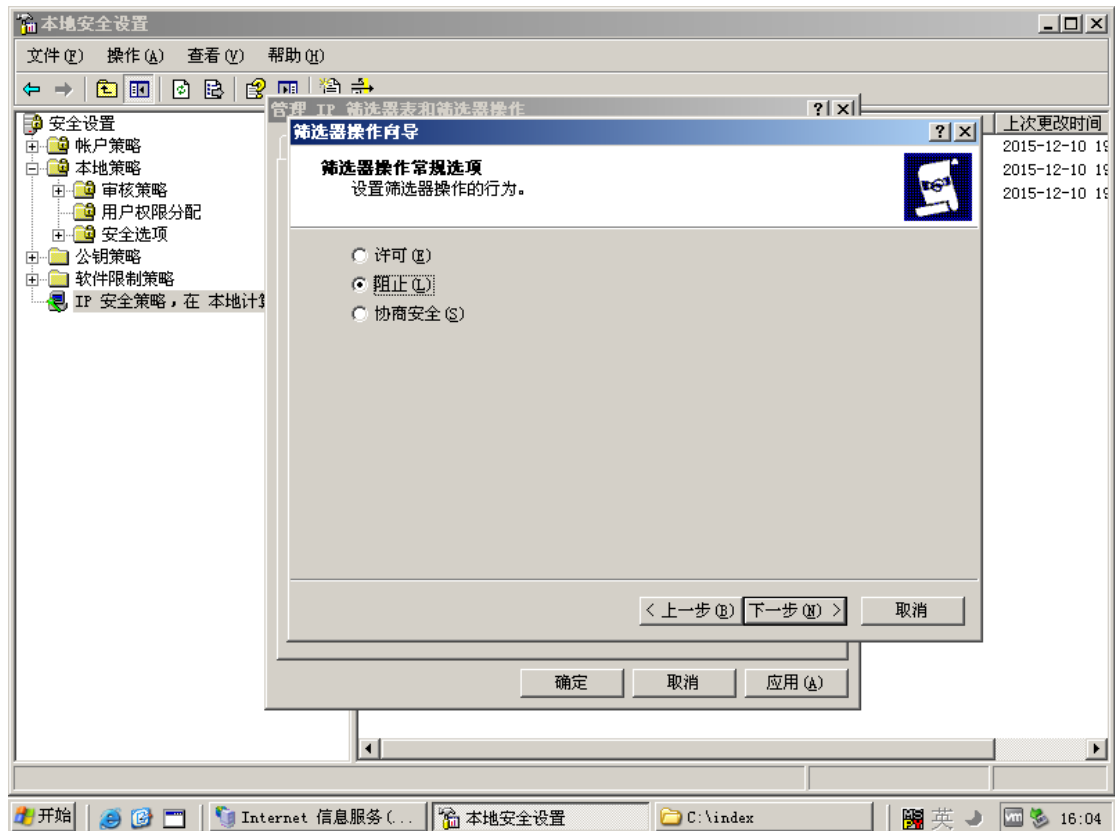 本地安全设置
文件(F) 操作(A) 查看(V) 帮助(H)
管理 IP 筛选器表和筛选器操作
筛选器操作向导
筛选器操作常规选项
设置筛选器操作的行为。
安全设置
帐户策略
本地策略
审核策略
用户权限分配
安全选项
公钥策略
软件限制策略
IP 安全策略,在 本地计
上次更改时间
2015-12-10 19
2015-12-10 19
2015-12-10 19
许可(E)
阻止(L)
协商安全(S)
< 上一步(B) 下一步(N) > 取消
确定 取消 应用(A)
开始 Internet 信息服务(... 本地安全设置 C:\index 英 16:04